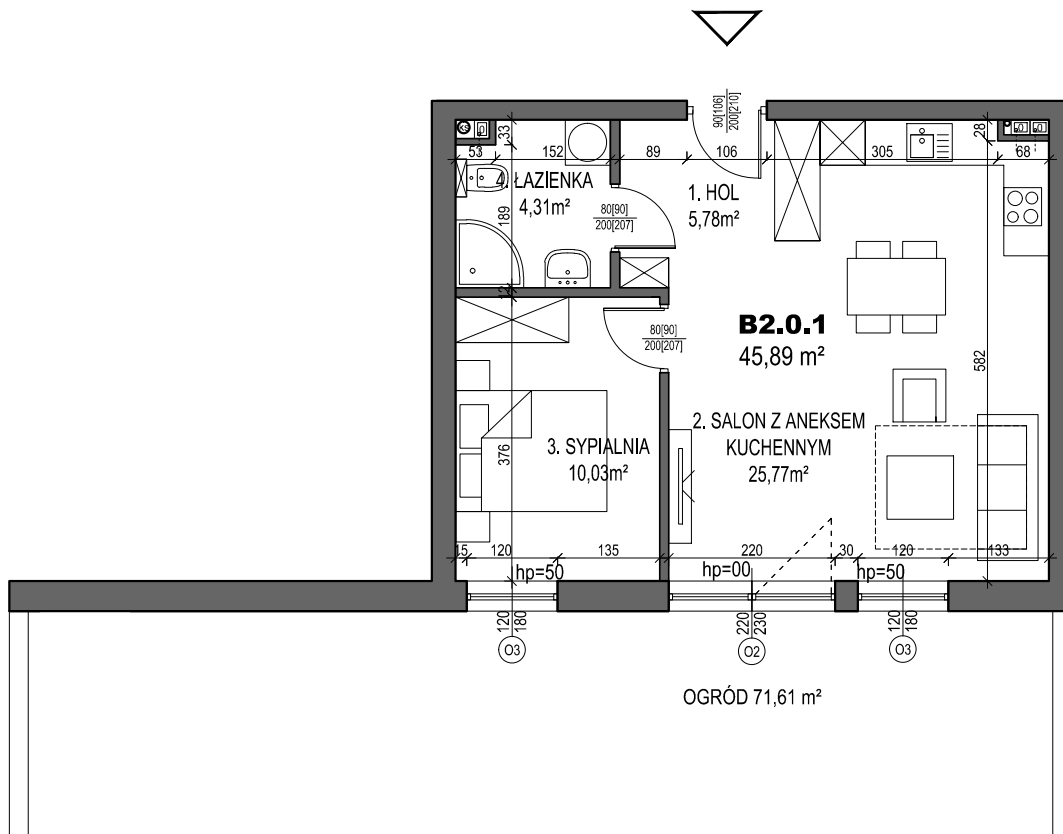 90[106]
200[210]
33
28
53
152
89
106
305
68
4. ŁAZIENKA
4,31m²
1. HOL
5,78m²
80[90]
200[207]
189
12
B2.0.1
45,89 m²
80[90]
200[207]
582
2. SALON Z ANEKSEM
KUCHENNYM
25,77m²
3. SYPIALNIA
10,03m²
376
15
120
135
220
30
120
133
hp=50
hp=00
hp=50
120
180
220
230
120
180
O3
O2
O3
OGRÓD 71,61 m²